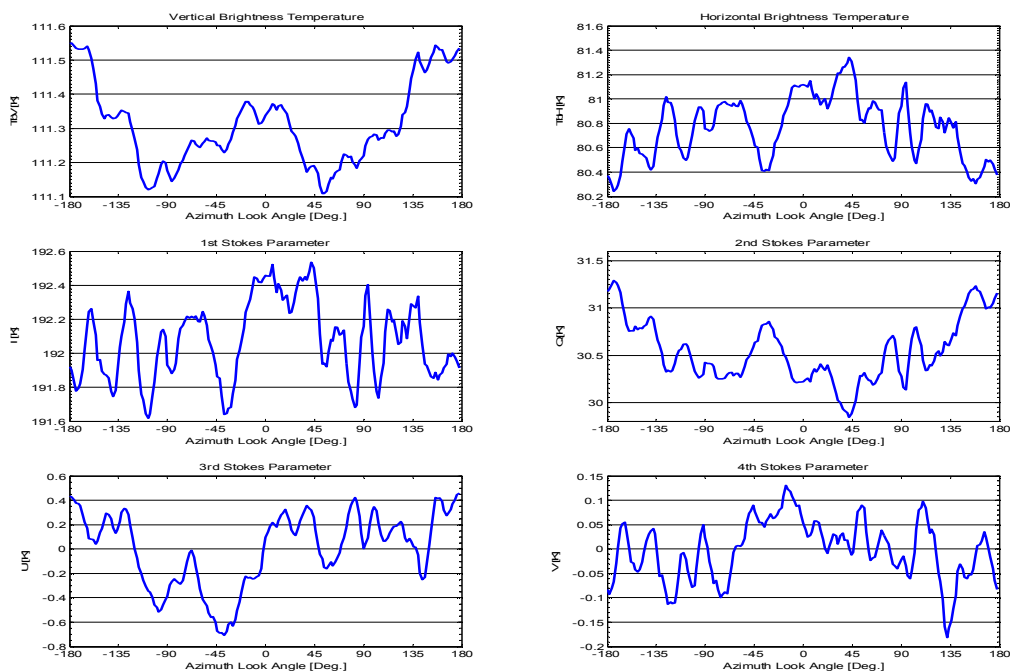 Vertical Brightness Temperature
111.6
111.5
111.4
111.3
111.2
111.1
-180 -135 -90 -45 0 45 90 135 180
Azimuth Look Angle [Deg.]
Horizontal Brightness Temperature
81.6
81.4
81.2
81
80.8
80.6
80.4
80.2
-180 -135 -90 -45 0 45 90 135 180
Azimuth Look Angle [Deg.]
1st Stokes Parameter
192.6
192.4
192.2
192
191.8
191.6
I [K]
-180 -135 -90 -45 0 45 90 135 180
Azimuth Look Angle [Deg.]
2nd Stokes Parameter
31.5
31
30.5
30
Q[K]
-180 -135 -90 -45 0 45 90 135 180
Azimuth Look Angle [Deg.]
3rd Stokes Parameter
0.6
0.4
0.2
0
-0.2
-0.4
-0.6
-0.8
U[K]
-180 -135 -90 -45 0 45 90 135 180
Azimuth Look Angle [Deg.]
4th Stokes Parameter
0.15
0.1
0.05
0
-0.05
-0.1
-0.15
-0.2
V[K]
-180 -135 -90 -45 0 45 90 135 180
Azimuth Look Angle [Deg.]